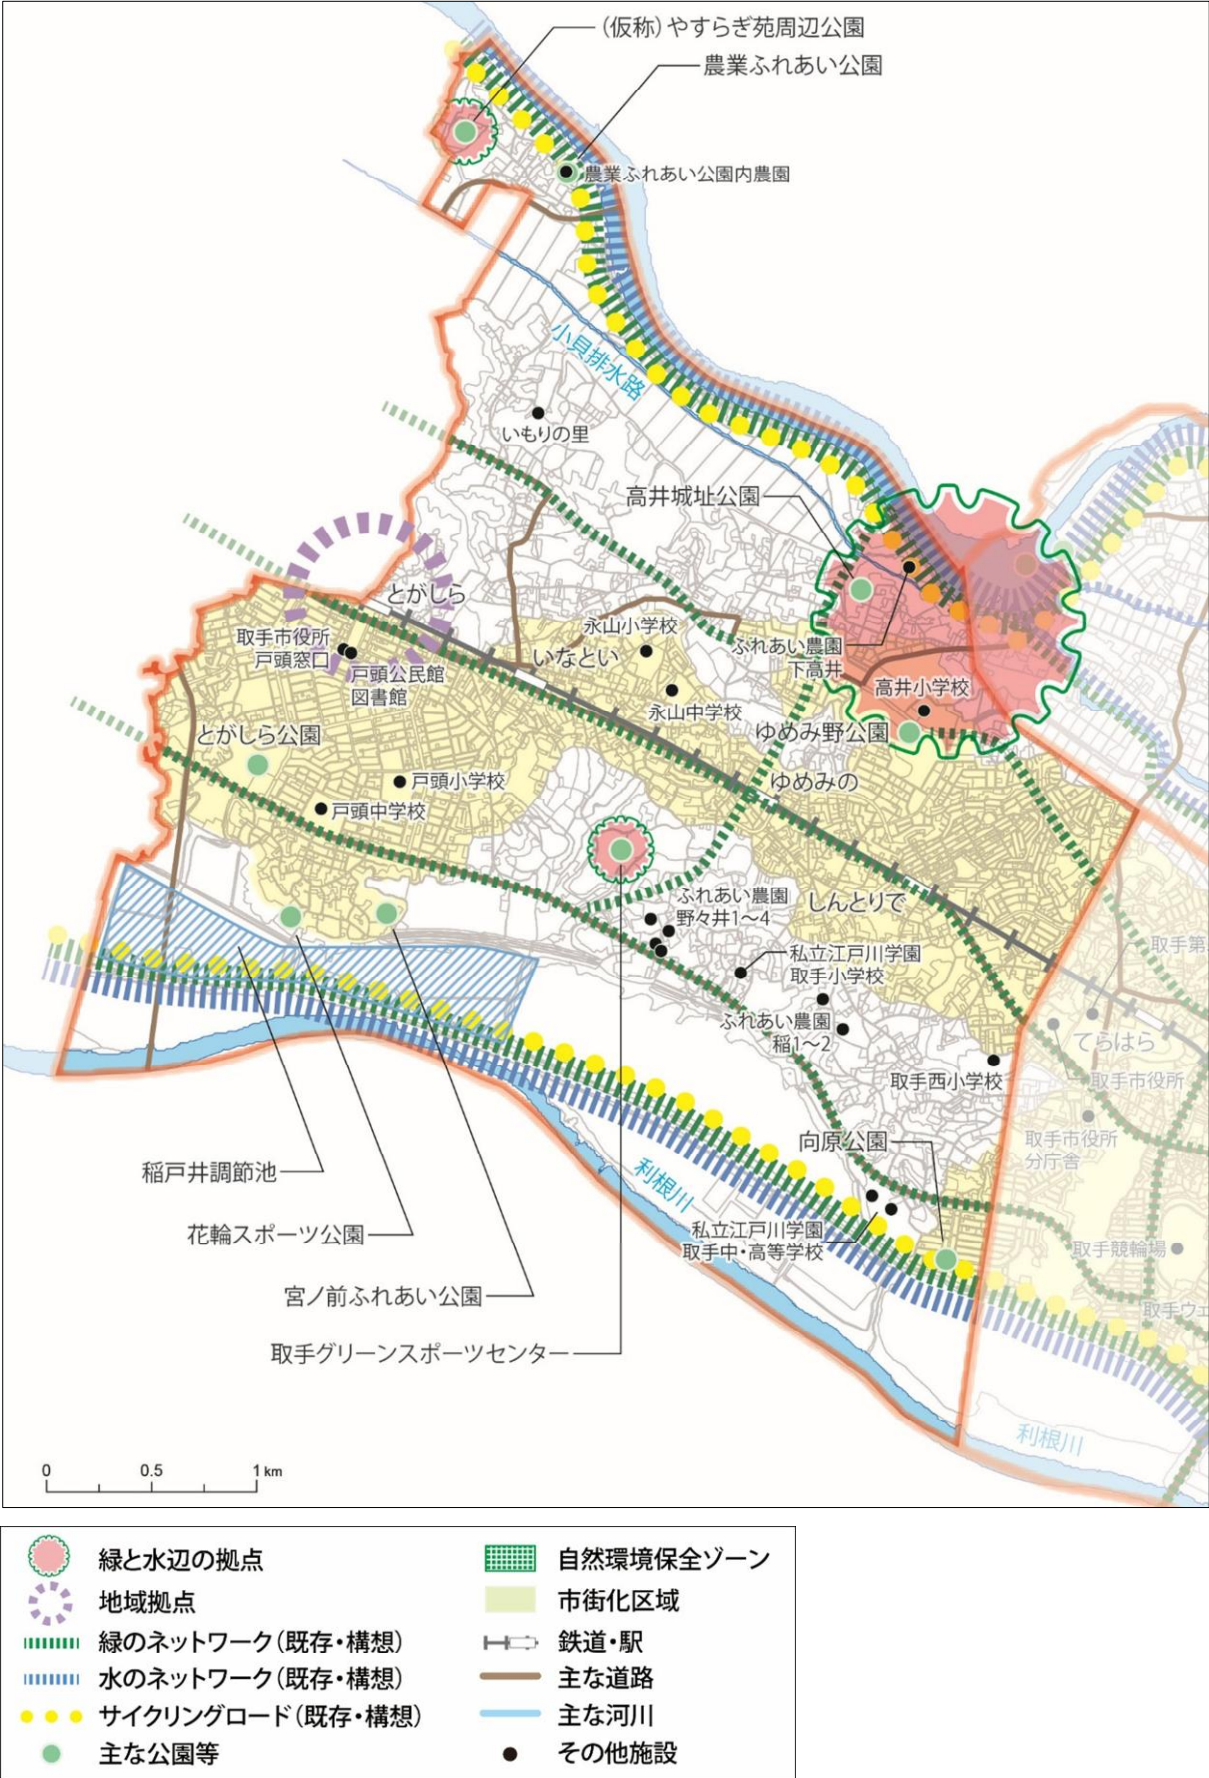 (仮称)やすらぎ苑周辺公園
農業ふれあい公園
農業ふれあい公園内農園
小貝排水路
いもりの里
高井城址公園
とがしら
永山小学校
取手市役所
戸頭窓口
戸頭公民館
図書館
いなとい
ふれあい農園
下高井
高井小学校
永山中学校
とがしら公園
ゆめみ野公園
戸頭小学校
ゆめみの
戸頭中学校
ふれあい農園
野々井1〜4
しんとりで
私立江戸川学園
取手小学校
取手第
ふれあい農園
稲1〜2
てらはら
取手西小学校
取手市役所
向原公園
取手市役所
分庁舎
稲戸井調節池
利根川
花輪スポーツ公園
私立江戸川学園
取手中・高等学校
取手競輪場
宮ノ前ふれあい公園
取手ウェ
取手グリーンスポーツセンター
利根川
0 0.5 1 km
緑と水辺の拠点
地域拠点
緑のネットワーク(既存・構想)
水のネットワーク(既存・構想)
サイクリングロード(既存・構想)
主な公園等
自然環境保全ゾーン
市街化区域
鉄道・駅
主な道路
主な河川
その他施設